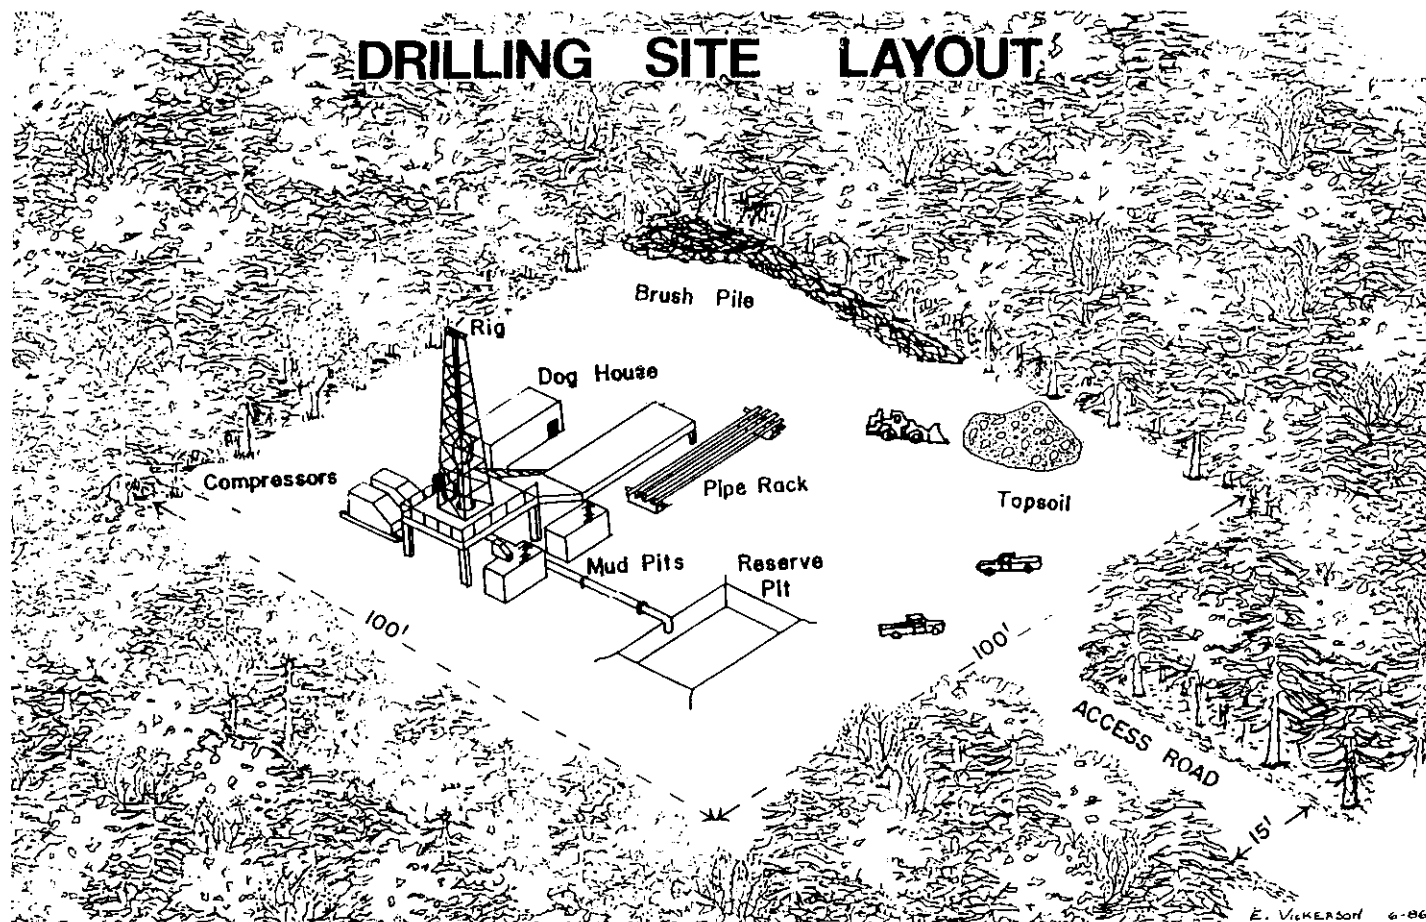 DRILLING SITE LAYOUT
Brush Pile
Rig
Dog House
Compressors
Pipe Rack
Topsoil
Mud Pits
Reserve
Pit
100'
100'
ACCESS ROAD
15'
E. VICKERSON